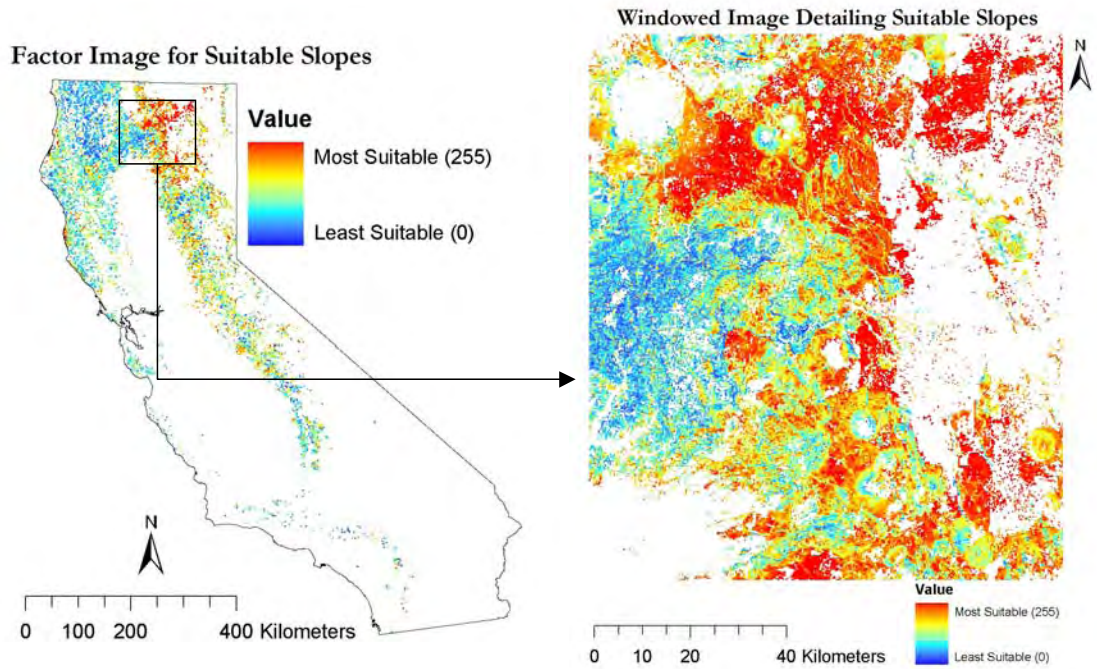 Factor Image for Suitable Slopes
Value
Most Suitable (255)
Least Suitable (0)
N
0 100 200 400 Kilometers
Windowed Image Detailing Suitable Slopes
N
0 10 20 40 Kilometers
Value
Most Suitable (255)
Least Suitable (0)